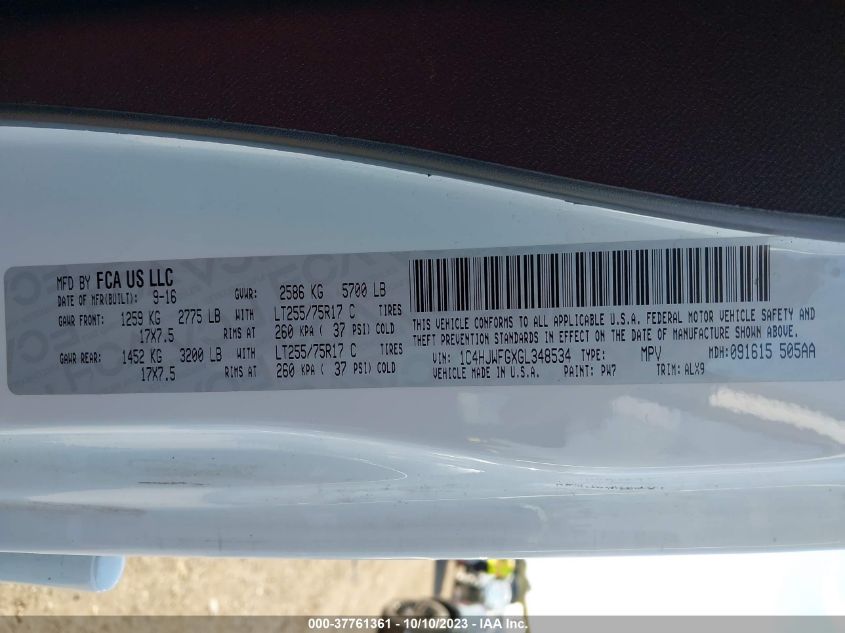 MFD BY FCA US LLC
DATE OF MFR(BUILT): 9-16 GVWR: 2586 KG 5700 LB
GAWR FRONT: 1259 KG 2775 LB WITH LT255/75R17 C TIRES
17X7.5 RIMS AT 260 KPA ( 37 PSI) COLD
GAWR REAR: 1452 KG 3200 LB WITH LT255/75R17 C TIRES
17X7.5 RIMS AT 260 KPA ( 37 PSI) COLD
THIS VEHICLE CONFORMS TO ALL APPLICABLE U.S.A. FEDERAL MOTOR VEHICLE SAFETY AND
THEFT PREVENTION STANDARDS IN EFFECT ON THE DATE OF MANUFACTURE SHOWN ABOVE.
VIN: 1C4HJWFGXGL348534 TYPE: MPV MDH:091615 505AA
VEHICLE MADE IN U.S.A. PAINT: PW7 TRIM: ALX9
000-37761361 - 10/10/2023 - IAA Inc.